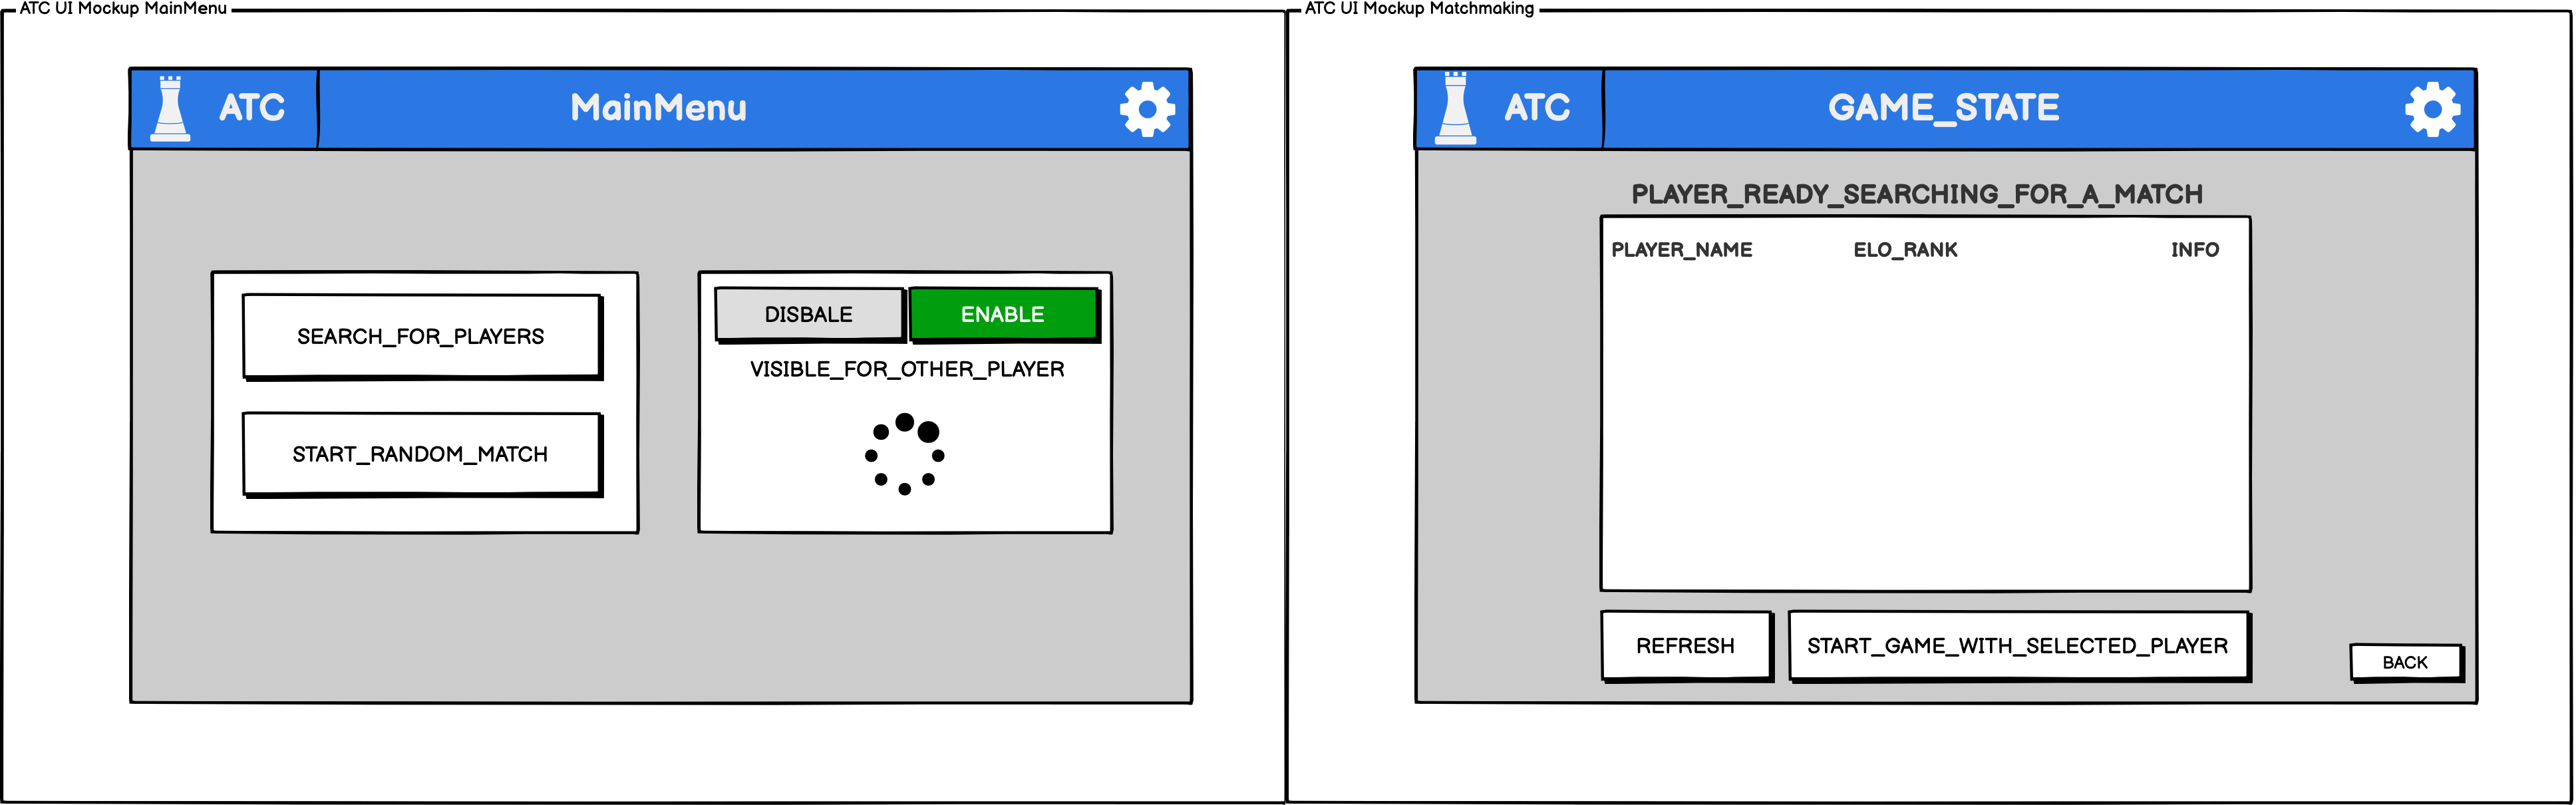 ATC UI Mockup MainMenu
ATC
MainMenu
SEARCH_FOR_PLAYERS
START_RANDOM_MATCH
DISBALE
ENABLE
VISIBLE_FOR_OTHER_PLAYER
ATC UI Mockup Matchmaking
ATC
GAME_STATE
PLAYER_READY_SEARCHING_FOR_A_MATCH
PLAYER_NAME
ELO_RANK
INFO
REFRESH
START_GAME_WITH_SELECTED_PLAYER
BACK